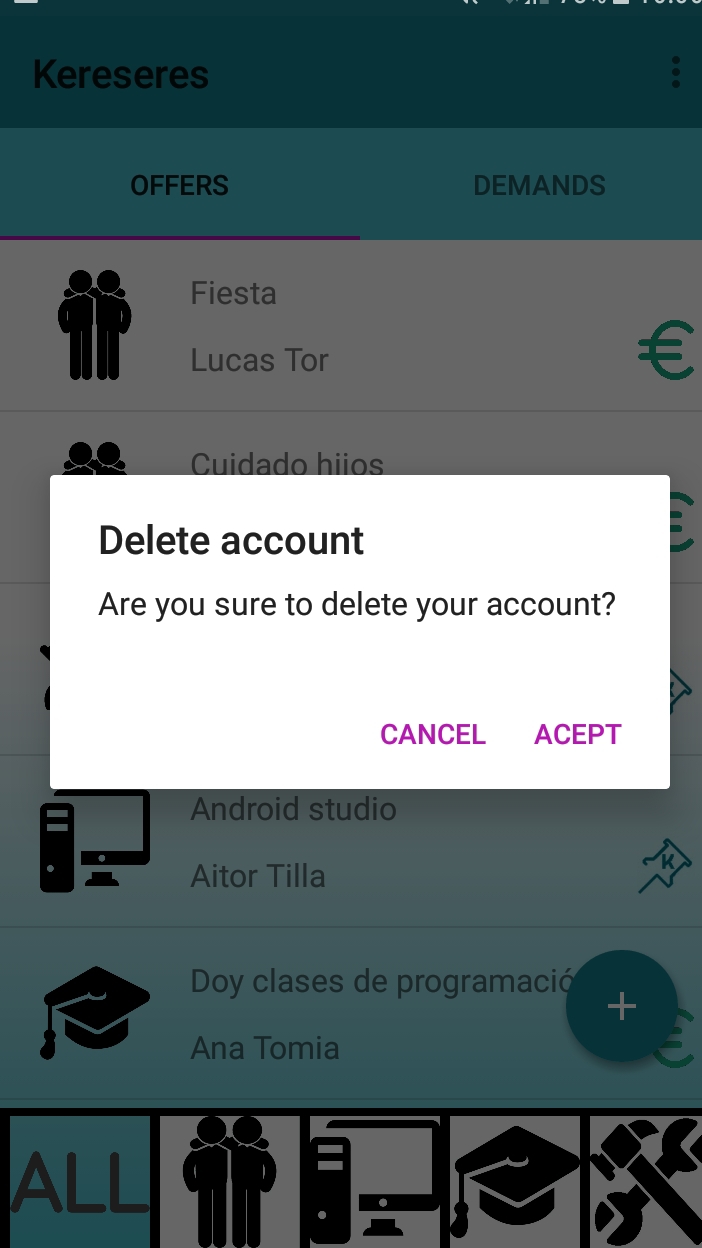 Kereseres
OFFERS
DEMANDS
Fiesta
Lucas Tor
Cuidado hijos
Delete account
Are you sure to delete your account?
CANCEL
ACEPT
Android studio
Aitor Tilla
K
Doy clases de programació
Ana Tomia
ALL